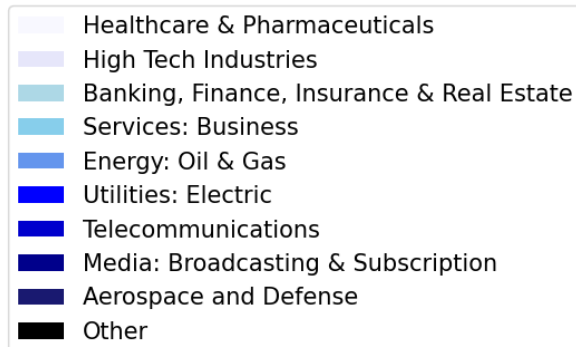 Healthcare & Pharmaceuticals
High Tech Industries
Banking, Finance, Insurance & Real Estate
Services: Business
Energy: Oil & Gas
Utilities: Electric
Telecommunications
Media: Broadcasting & Subscription
Aerospace and Defense
Other